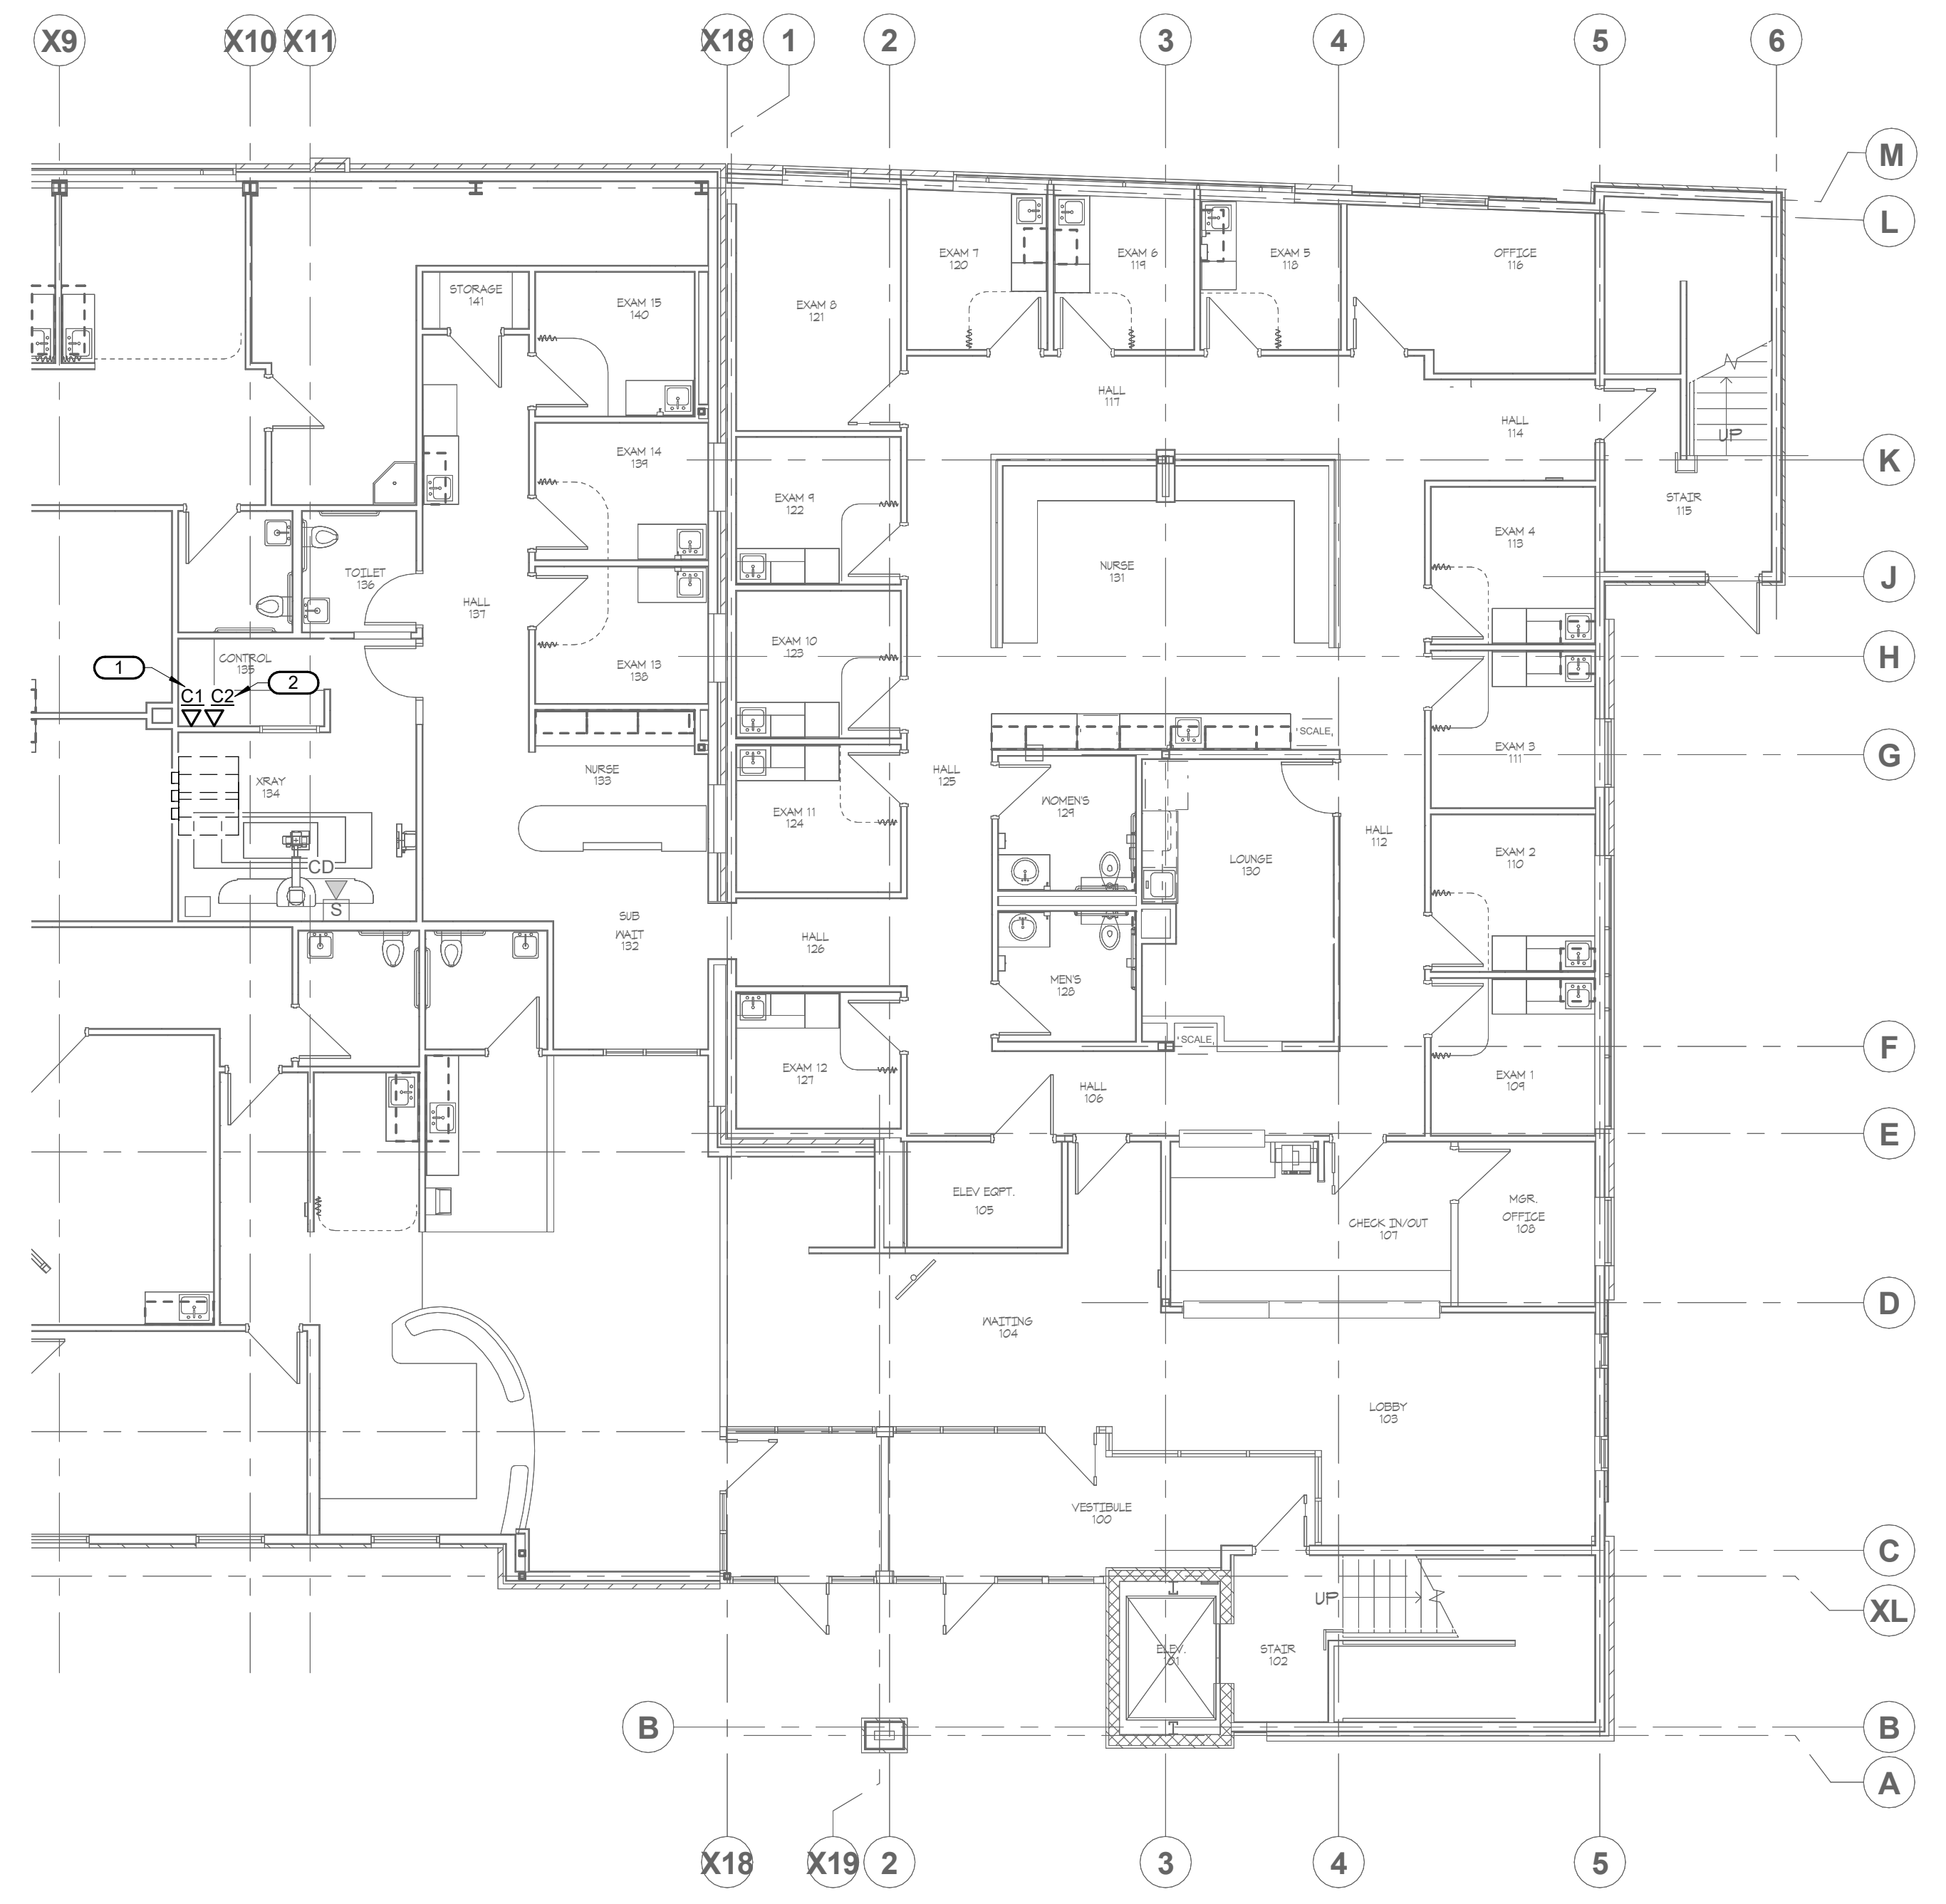 X9
X10
X11
X18
1
2
3
4
5
6
M
L
EXAM 7
120
EXAM 6
119
EXAM 5
118
OFFICE
116
STORAGE
141
EXAM 15
140
EXAM 8
121
HALL
117
HALL
114
UP
EXAM 14
139
K
EXAM 9
122
STAIR
115
EXAM 4
113
NURSE
131
TOILET
136
J
HALL
137
EXAM 10
123
CONTROL
135
EXAM 13
138
H
1
2
C1 C2
SCALE
EXAM 3
111
G
NURSE
133
HALL
125
XRAY
134
WOMEN'S
129
EXAM 11
124
HALL
112
EXAM 2
110
LOUNGE
130
CD
S
SUB
WAIT
132
HALL
126
MEN'S
128
SCALE
F
EXAM 12
127
EXAM 1
109
HALL
106
E
ELEV EQPT.
105
MGR.
OFFICE
108
CHECK IN/OUT
107
D
WAITING
104
LOBBY
103
VESTIBULE
100
C
UP
XL
ELEV.
101
STAIR
102
B
B
A
X18
X19
2
3
4
5